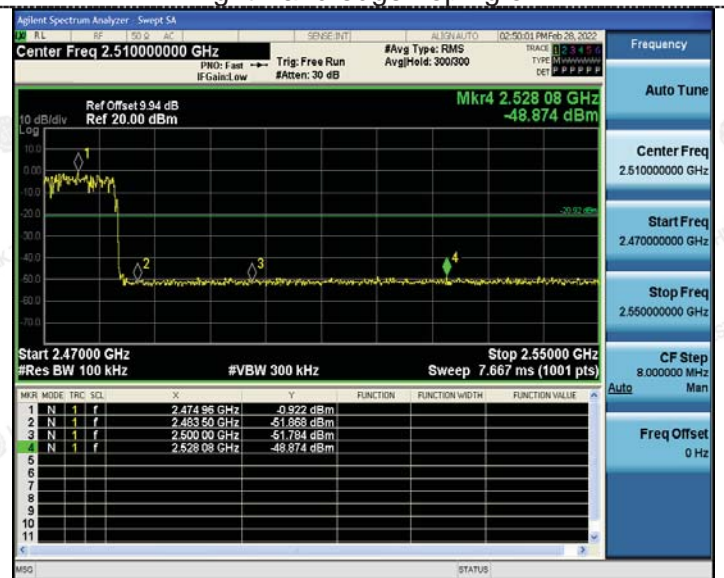 Agilent Spectrum Analyzer - Swept SA
RL RF 50 Ω AC SENSE:INT ALIGNAUTO 02:50:01 PM Feb 28, 2022
Center Freq 2.510000000 GHz
PNO: Fast
IFGain:Low
Trig: Free Run
#Atten: 30 dB
#Avg Type: RMS
Avg|Hold: 300/300
TRACE 1 2 3 4 5 6
TYPE MWWWWW
DET P P P P P P
Frequency
Ref Offset 9.94 dB
Ref 20.00 dBm
10 dB/div
Log
Mkr4 2.528 08 GHz
-48.874 dBm
10.0
0.00
-10.0
-20.0
-30.0
-40.0
-50.0
-60.0
-70.0
1
2
3
4
-20.92 dBm
Start 2.47000 GHz
Stop 2.55000 GHz
#Res BW 100 kHz
#VBW 300 kHz
Sweep 7.667 ms (1001 pts)
MKR MODE TRC SCL X Y FUNCTION FUNCTION WIDTH FUNCTION VALUE
1 N 1 f 2.474 96 GHz -0.922 dBm
2 N 1 f 2.483 50 GHz -51.868 dBm
3 N 1 f 2.500 00 GHz -51.784 dBm
4 N 1 f 2.528 08 GHz -48.874 dBm
5
6
7
8
9
10
11
MSG
STATUS
Auto Tune
Center Freq
2.510000000 GHz
Start Freq
2.470000000 GHz
Stop Freq
2.550000000 GHz
CF Step
8.000000 MHz
Auto Man
Freq Offset
0 Hz